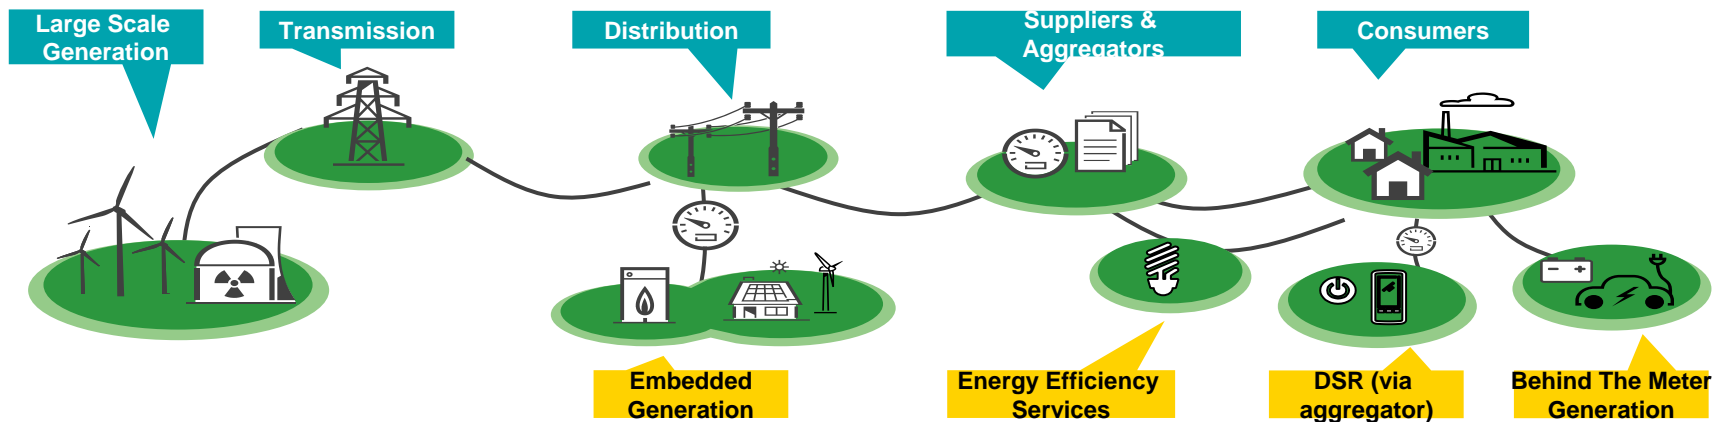 Large Scale
Generation
Transmission
Distribution
Suppliers &
Aggregators
Consumers
Embedded
Generation
Energy Efficiency
Services
DSR (via
aggregator)
Behind The Meter
Generation